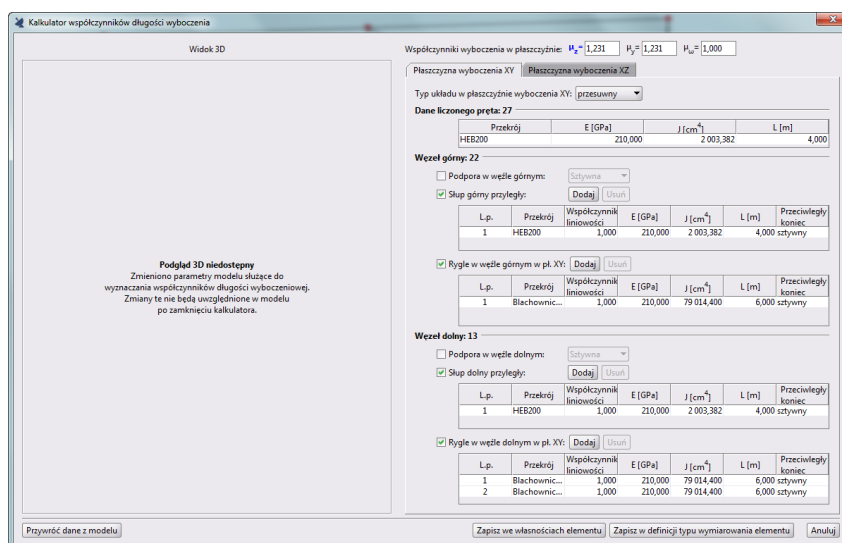 Kalkulator współczynników długości wyboczenia
Widok 3D
Podgląd 3D niedostępny
Zmieniono parametry modelu służące do
wyznaczania współczynników długości wyboczeniowej.
Zmiany te nie będą uwzględnione w modelu
po zamknięciu kalkulatora.
Współczynniki wyboczenia w płaszczyźnie: μz= 1,231 μy= 1,231 μω= 1,000
Płaszczyzna wyboczenia XY Płaszczyzna wyboczenia XZ
Typ układu w płaszczyźnie wyboczenia XY: przesuwny
Dane liczonego pręta: 27
Przekrój E [GPa] J [cm4] L [m]
HEB200 210,000 2 003,382 4,000
Węzeł górny: 22
Podpora w węźle górnym: Sztywna
Słup górny przyległy: Dodaj Usuń
L.p. Przekrój Współczynnik liniowości E [GPa] J [cm4] L [m] Przeciwległy koniec
1 HEB200 1,000 210,000 2 003,382 4,000 sztywny
Rygle w węźle górnym w pł. XY: Dodaj Usuń
L.p. Przekrój Współczynnik liniowości E [GPa] J [cm4] L [m] Przeciwległy koniec
1 Blachownic... 1,000 210,000 79 014,400 6,000 sztywny
Węzeł dolny: 13
Podpora w węźle dolnym: Sztywna
Słup dolny przyległy: Dodaj Usuń
L.p. Przekrój Współczynnik liniowości E [GPa] J [cm4] L [m] Przeciwległy koniec
1 HEB200 1,000 210,000 2 003,382 4,000 sztywny
Rygle w węźle dolnym w pł. XY: Dodaj Usuń
L.p. Przekrój Współczynnik liniowości E [GPa] J [cm4] L [m] Przeciwległy koniec
1 Blachownic... 1,000 210,000 79 014,400 6,000 sztywny
2 Blachownic... 1,000 210,000 79 014,400 6,000 sztywny
Przywróć dane z modelu Zapisz we własnościach elementu Zapisz w definicji typu wymiarowania elementu Anuluj